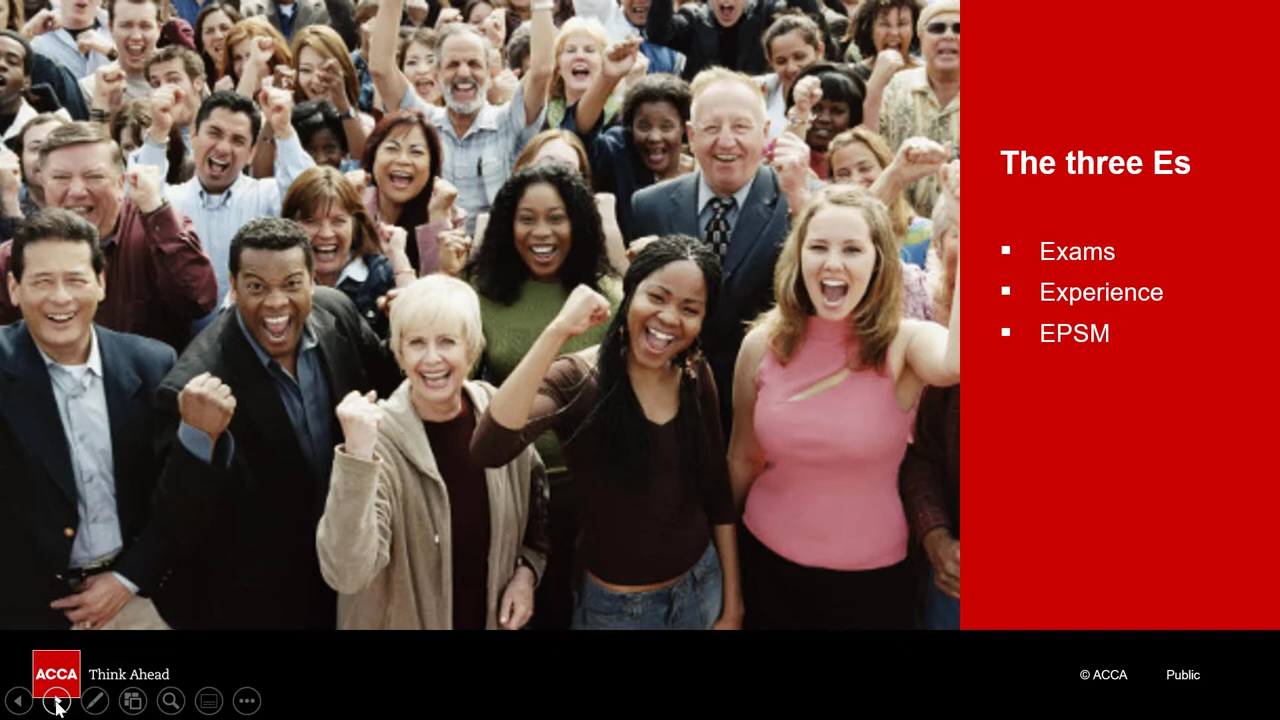 The three Es
Exams
Experience
EPSM
ACCA Think Ahead
© ACCA Public